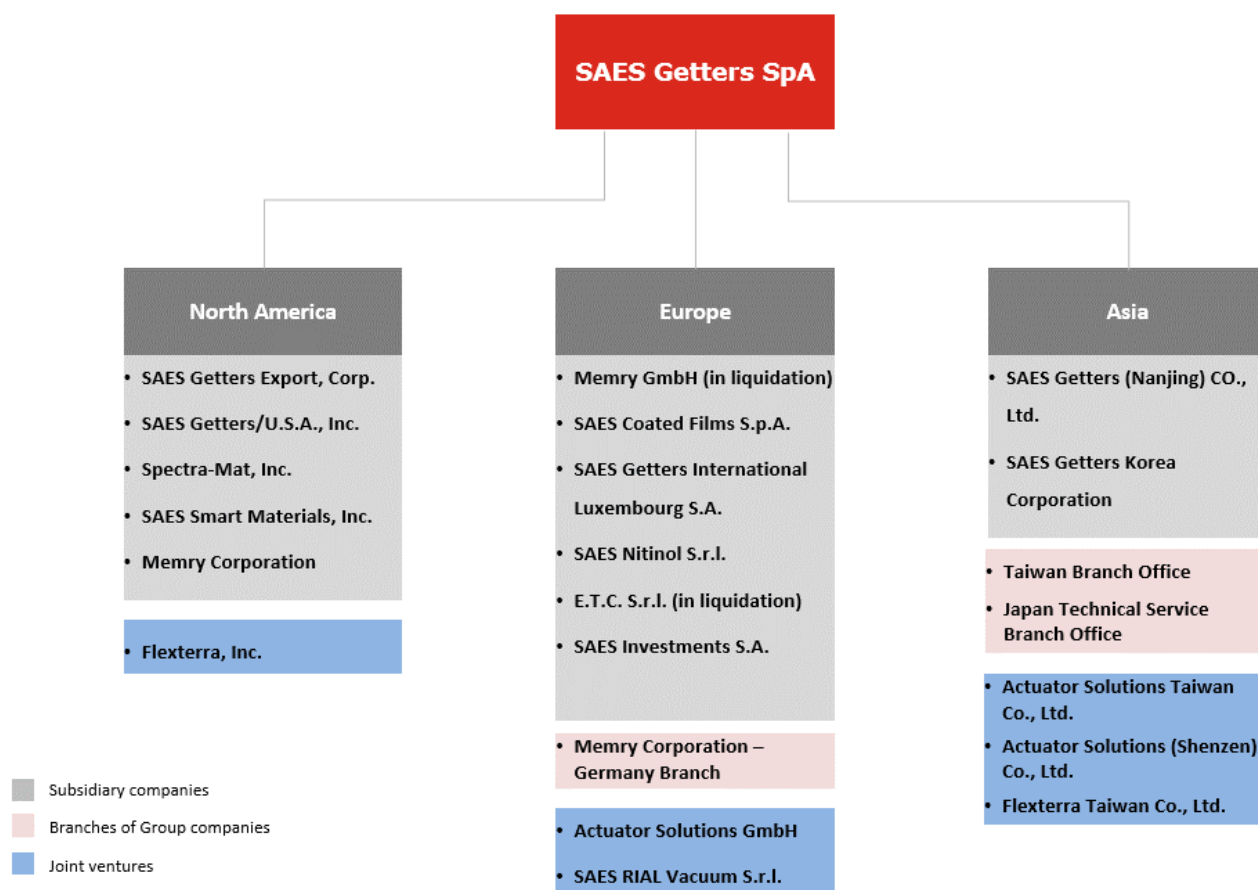 SAES Getters SpA
North America
• SAES Getters Export, Corp.
• SAES Getters/U.S.A., Inc.
• Spectra-Mat, Inc.
• SAES Smart Materials, Inc.
• Memry Corporation
• Flexterra, Inc.
Europe
• Memry GmbH (in liquidation)
• SAES Coated Films S.p.A.
• SAES Getters International
Luxembourg S.A.
• SAES Nitinol S.r.l.
• E.T.C. S.r.l. (in liquidation)
• SAES Investments S.A.
• Memry Corporation –
Germany Branch
• Actuator Solutions GmbH
• SAES RIAL Vacuum S.r.l.
Asia
• SAES Getters (Nanjing) CO.,
Ltd.
• SAES Getters Korea
Corporation
• Taiwan Branch Office
• Japan Technical Service
Branch Office
• Actuator Solutions Taiwan
Co., Ltd.
• Actuator Solutions (Shenzen)
Co., Ltd.
• Flexterra Taiwan Co., Ltd.
Subsidiary companies
Branches of Group companies
Joint ventures